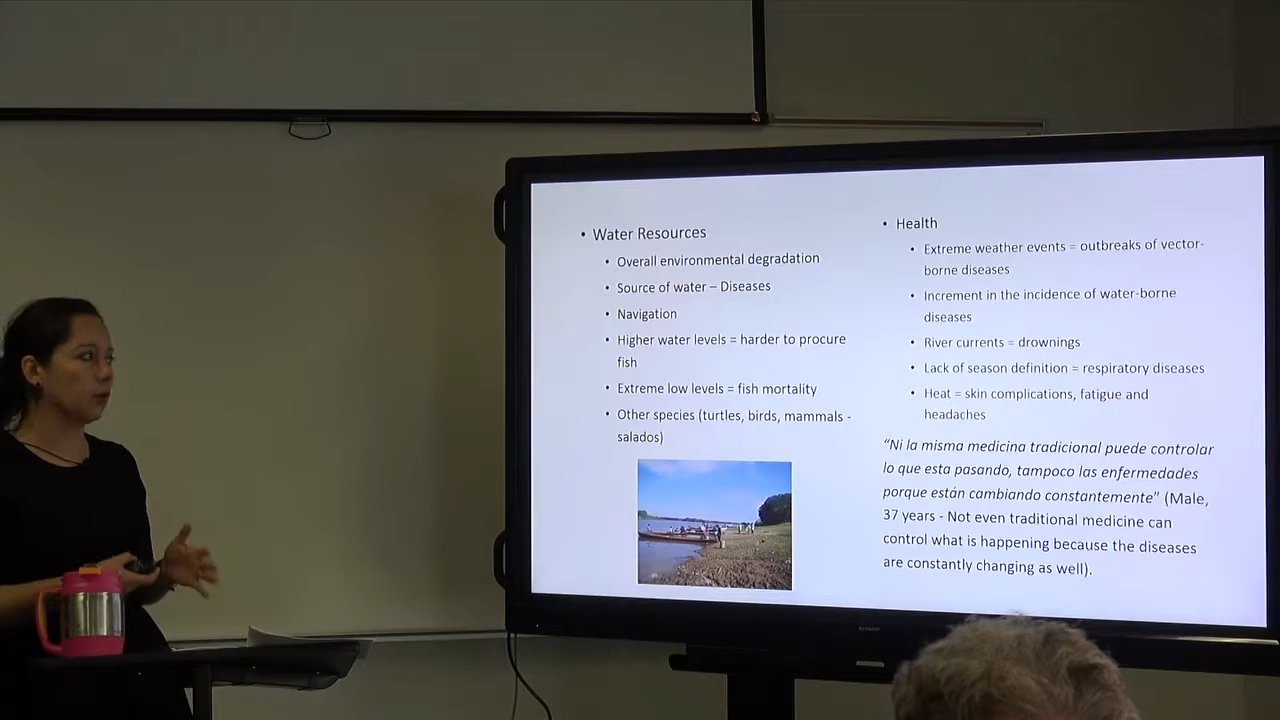 • Water Resources
• Overall environmental degradation
• Source of water – Diseases
• Navigation
• Higher water levels = harder to procure
fish
• Extreme low levels = fish mortality
• Other species (turtles, birds, mammals -
salados)
• Health
• Extreme weather events = outbreaks of vector-
borne diseases
• Increment in the incidence of water-borne
diseases
• River currents = drownings
• Lack of season definition = respiratory diseases
• Heat = skin complications, fatigue and
headaches
“Ni la misma medicina tradicional puede controlar
lo que esta pasando, tampoco las enfermedades
porque están cambiando constantemente” (Male,
37 years - Not even traditional medicine can
control what is happening because the diseases
are constantly changing as well).
SHARP